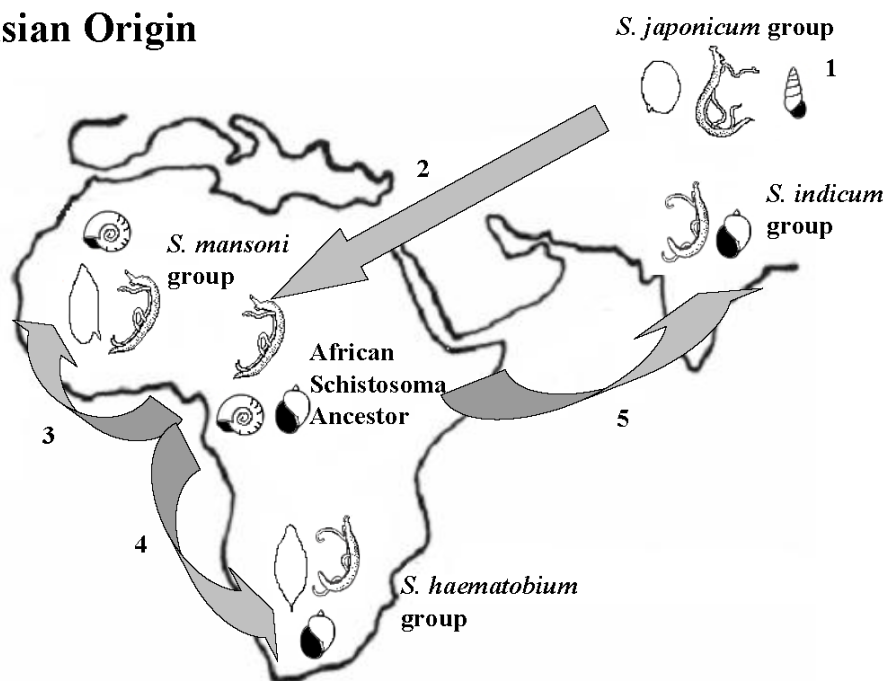 sian Origin
S. japonicum group
1
2
S. indicum
group
S. mansoni
group
African
Schistosoma
Ancestor
3
5
4
S. haematobium
group